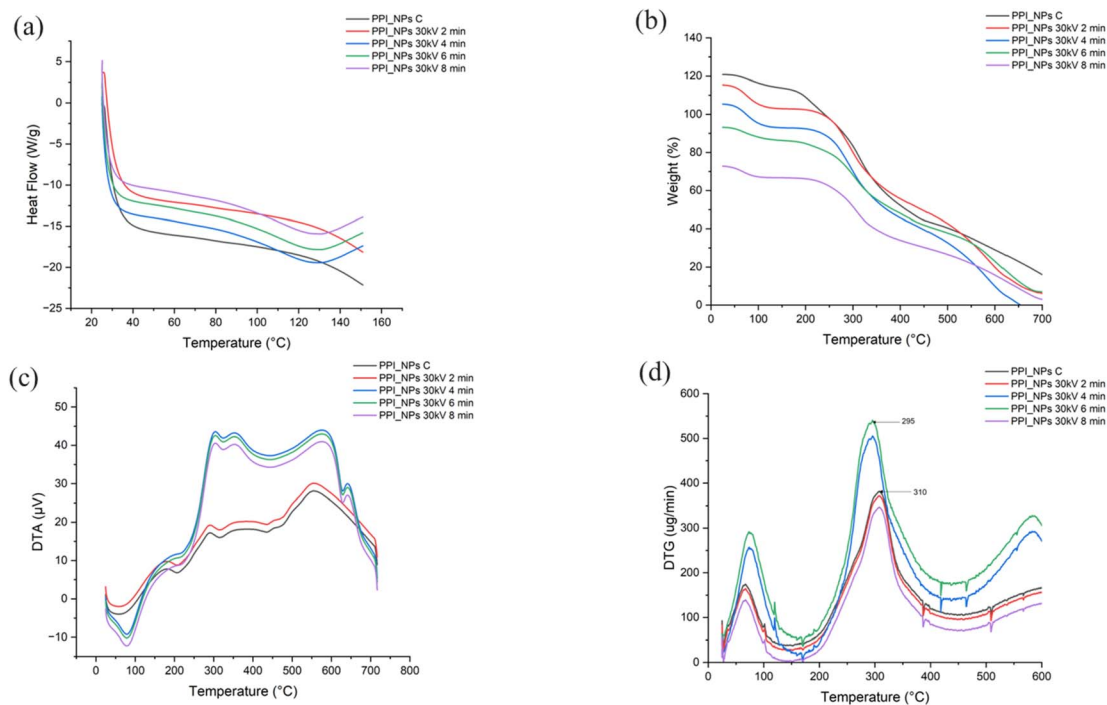 (a)
PPI_NPs C
PPI_NPs 30kV 2 min
PPI_NPs 30kV 4 min
PPI_NPs 30kV 6 min
PPI_NPs 30kV 8 min
5
0
−5
−10
−15
−20
−25
Heat Flow (W/g)
20 40 60 80 100 120 140 160
Temperature (°C)
(b)
PPI_NPs C
PPI_NPs 30kV 2 min
PPI_NPs 30kV 4 min
PPI_NPs 30kV 6 min
PPI_NPs 30kV 8 min
140
120
100
80
60
40
20
0
Weight (%)
0 100 200 300 400 500 600 700
Temperature (°C)
(c)
PPI_NPs C
PPI_NPs 30kV 2 min
PPI_NPs 30kV 4 min
PPI_NPs 30kV 6 min
PPI_NPs 30kV 8 min
50
40
30
20
10
0
−10
DTA (μV)
0 100 200 300 400 500 600 700 800
Temperature (°C)
(d)
PPI_NPs C
PPI_NPs 30kV 2 min
PPI_NPs 30kV 4 min
PPI_NPs 30kV 6 min
PPI_NPs 30kV 8 min
600
500
400
300
200
100
0
DTG (ug/min)
295
310
0 100 200 300 400 500 600
Temperature (°C)